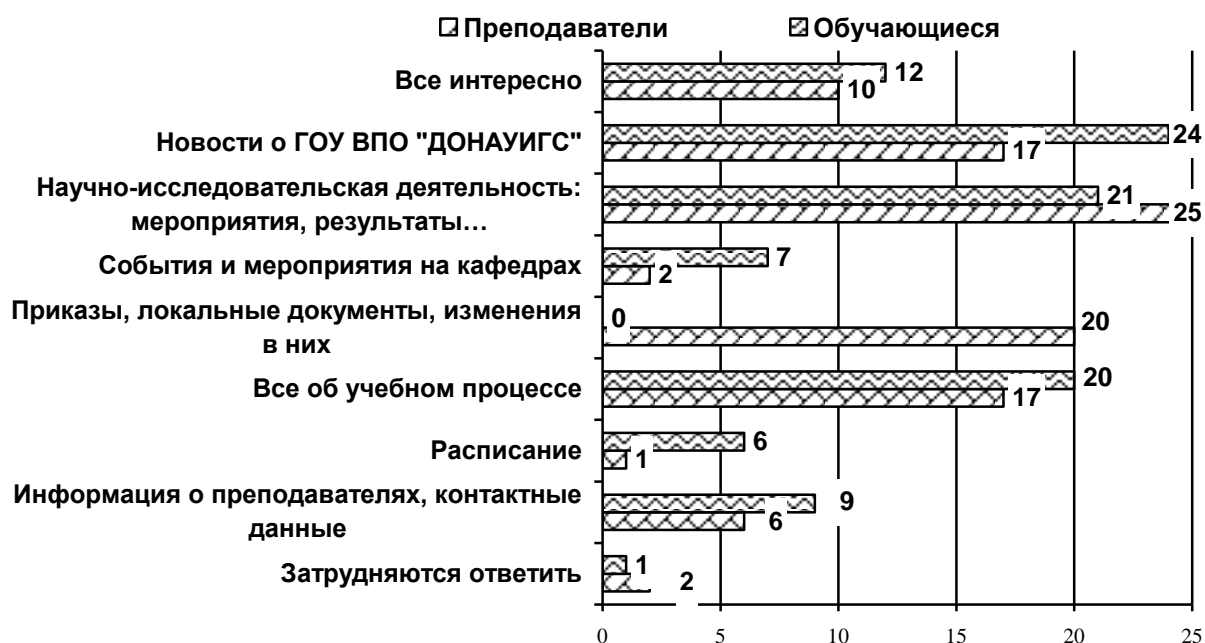 Преподаватели Обучающиеся
Все интересно
12
10
Новости о ГОУ ВПО "ДОНАУИГС"
24
17
Научно-исследовательская деятельность:
мероприятия, результаты…
21
25
События и мероприятия на кафедрах
7
2
Приказы, локальные документы, изменения
в них
0
20
Все об учебном процессе
20
17
Расписание
6
1
Информация о преподавателях, контактные
данные
9
6
Затрудняются ответить
1
2
0 5 10 15 20 25